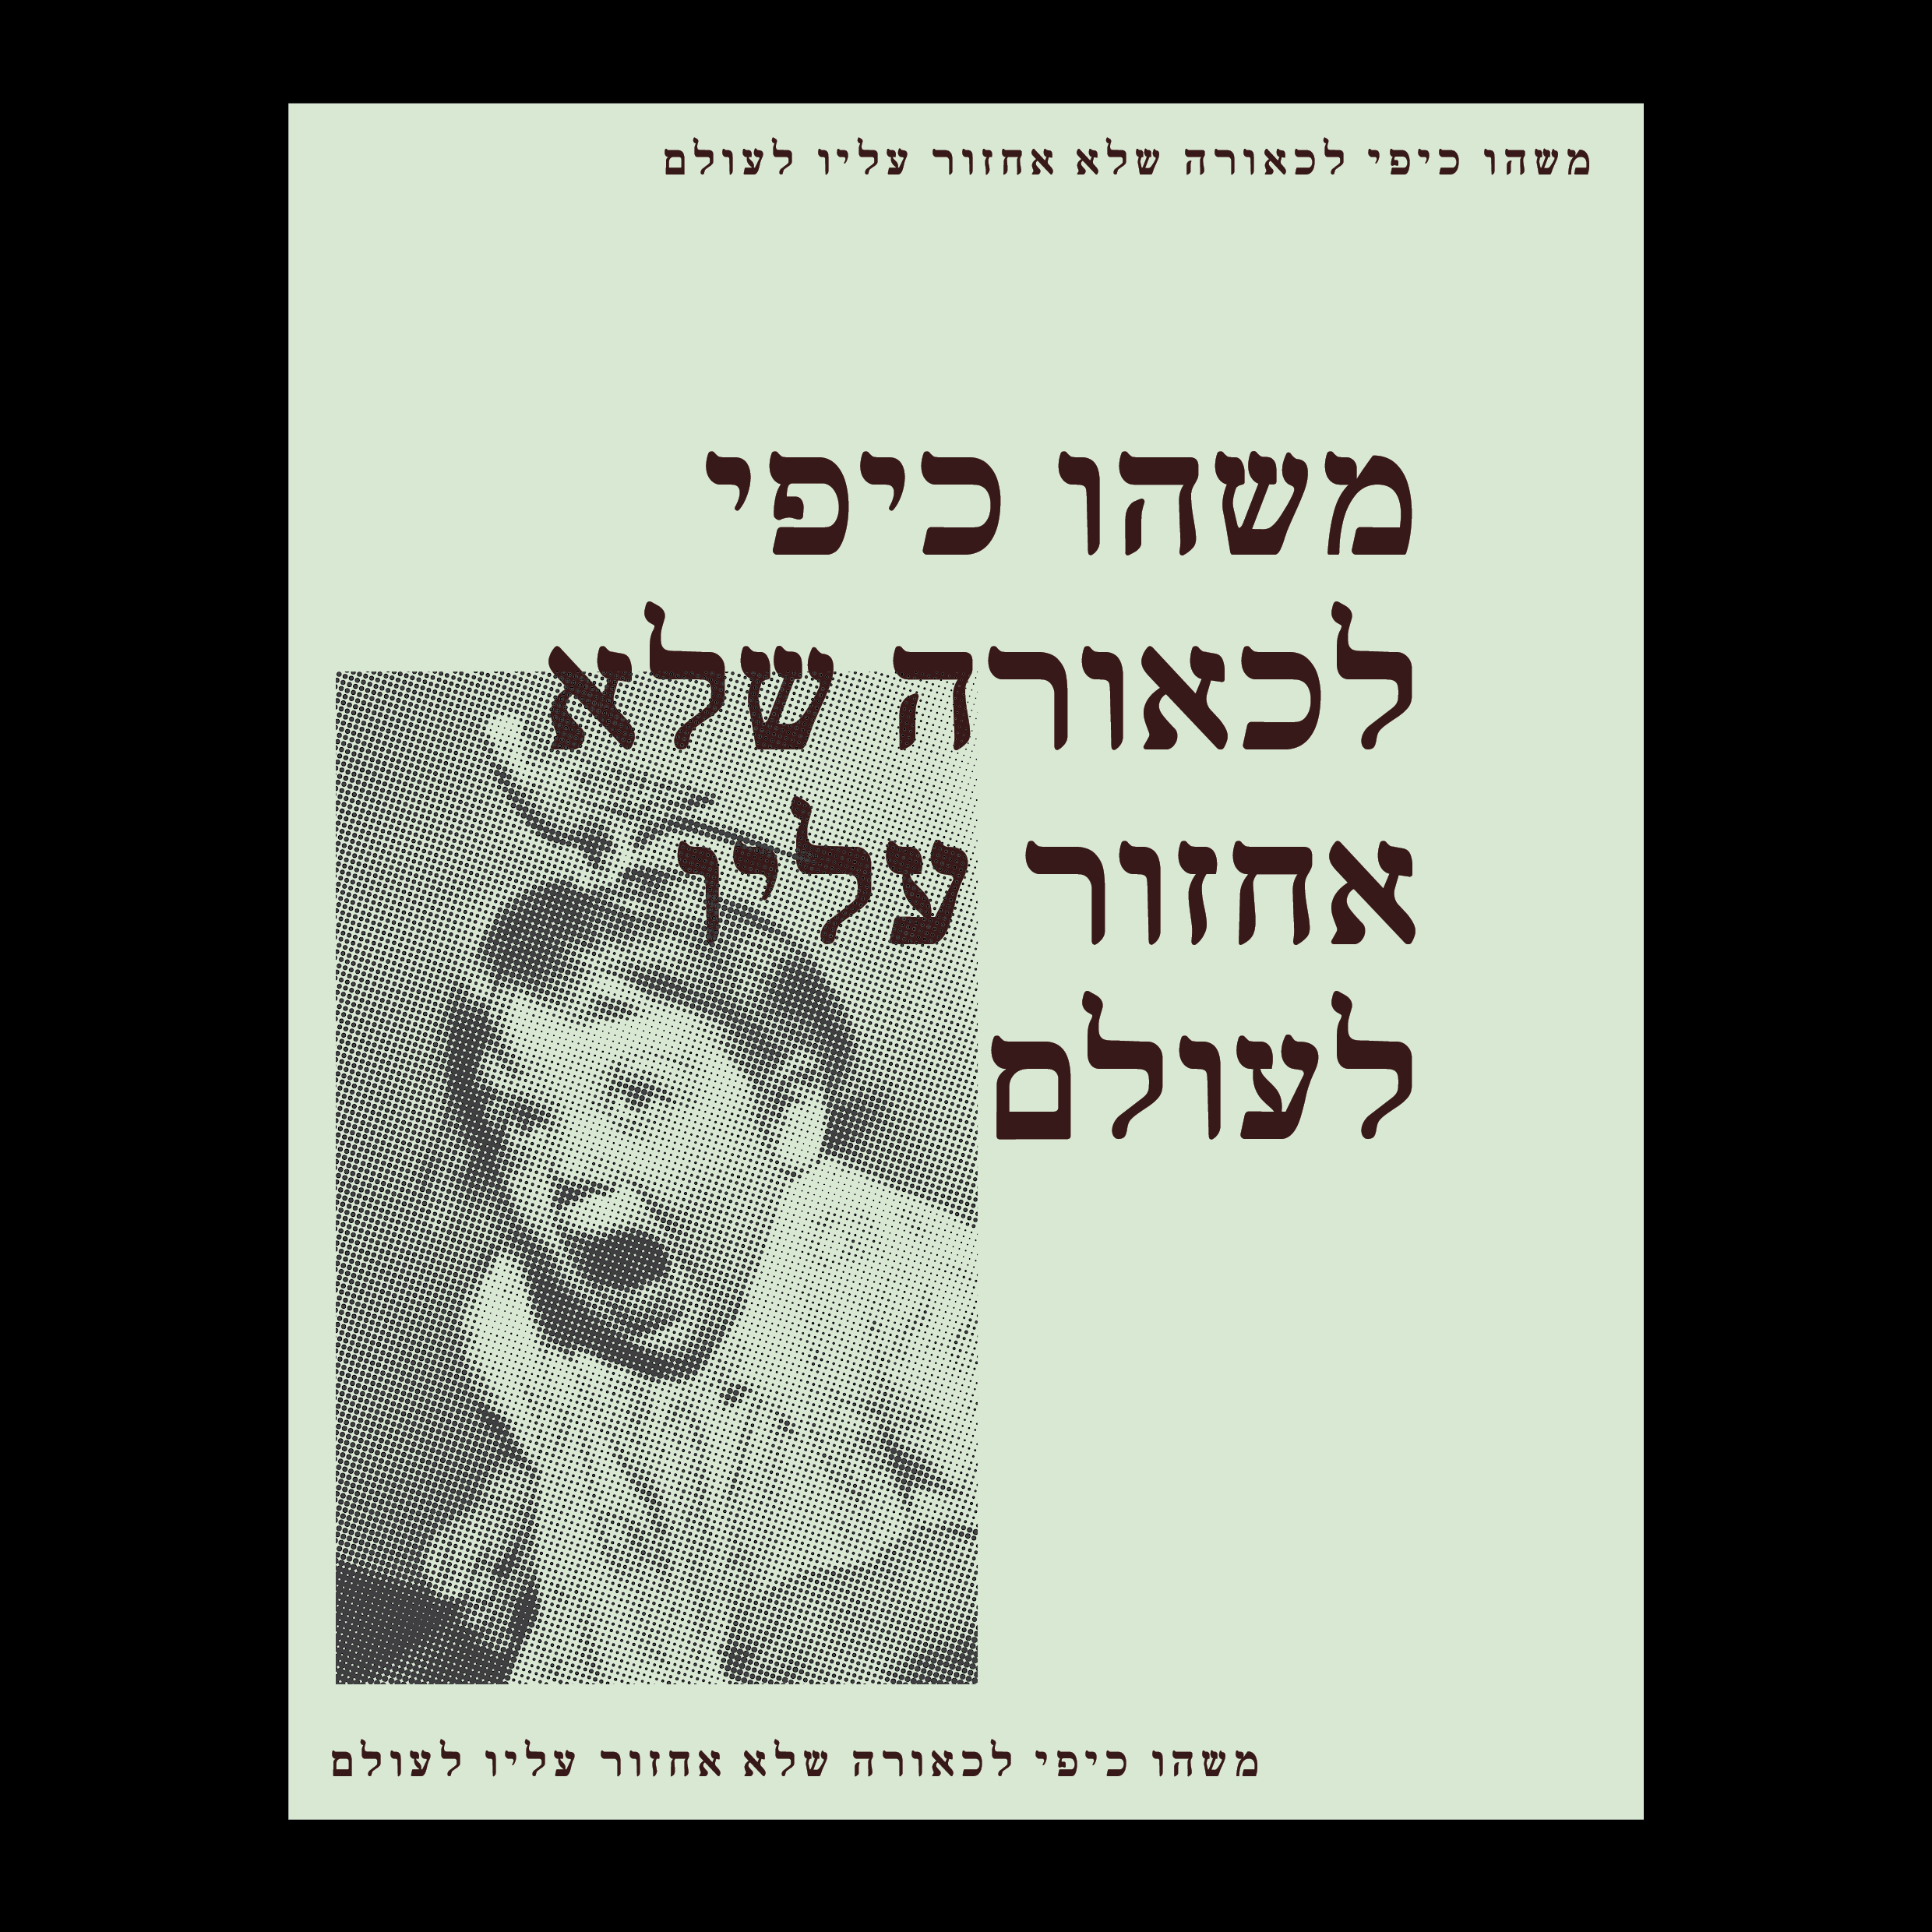 משהו כיפי לכאורה שלא אחזור עליו לעולם
משהו כיפי
לכאורה שלא
אחזור עליו
לעולם
משהו כיפי לכאורה שלא אחזור עליו לעולם